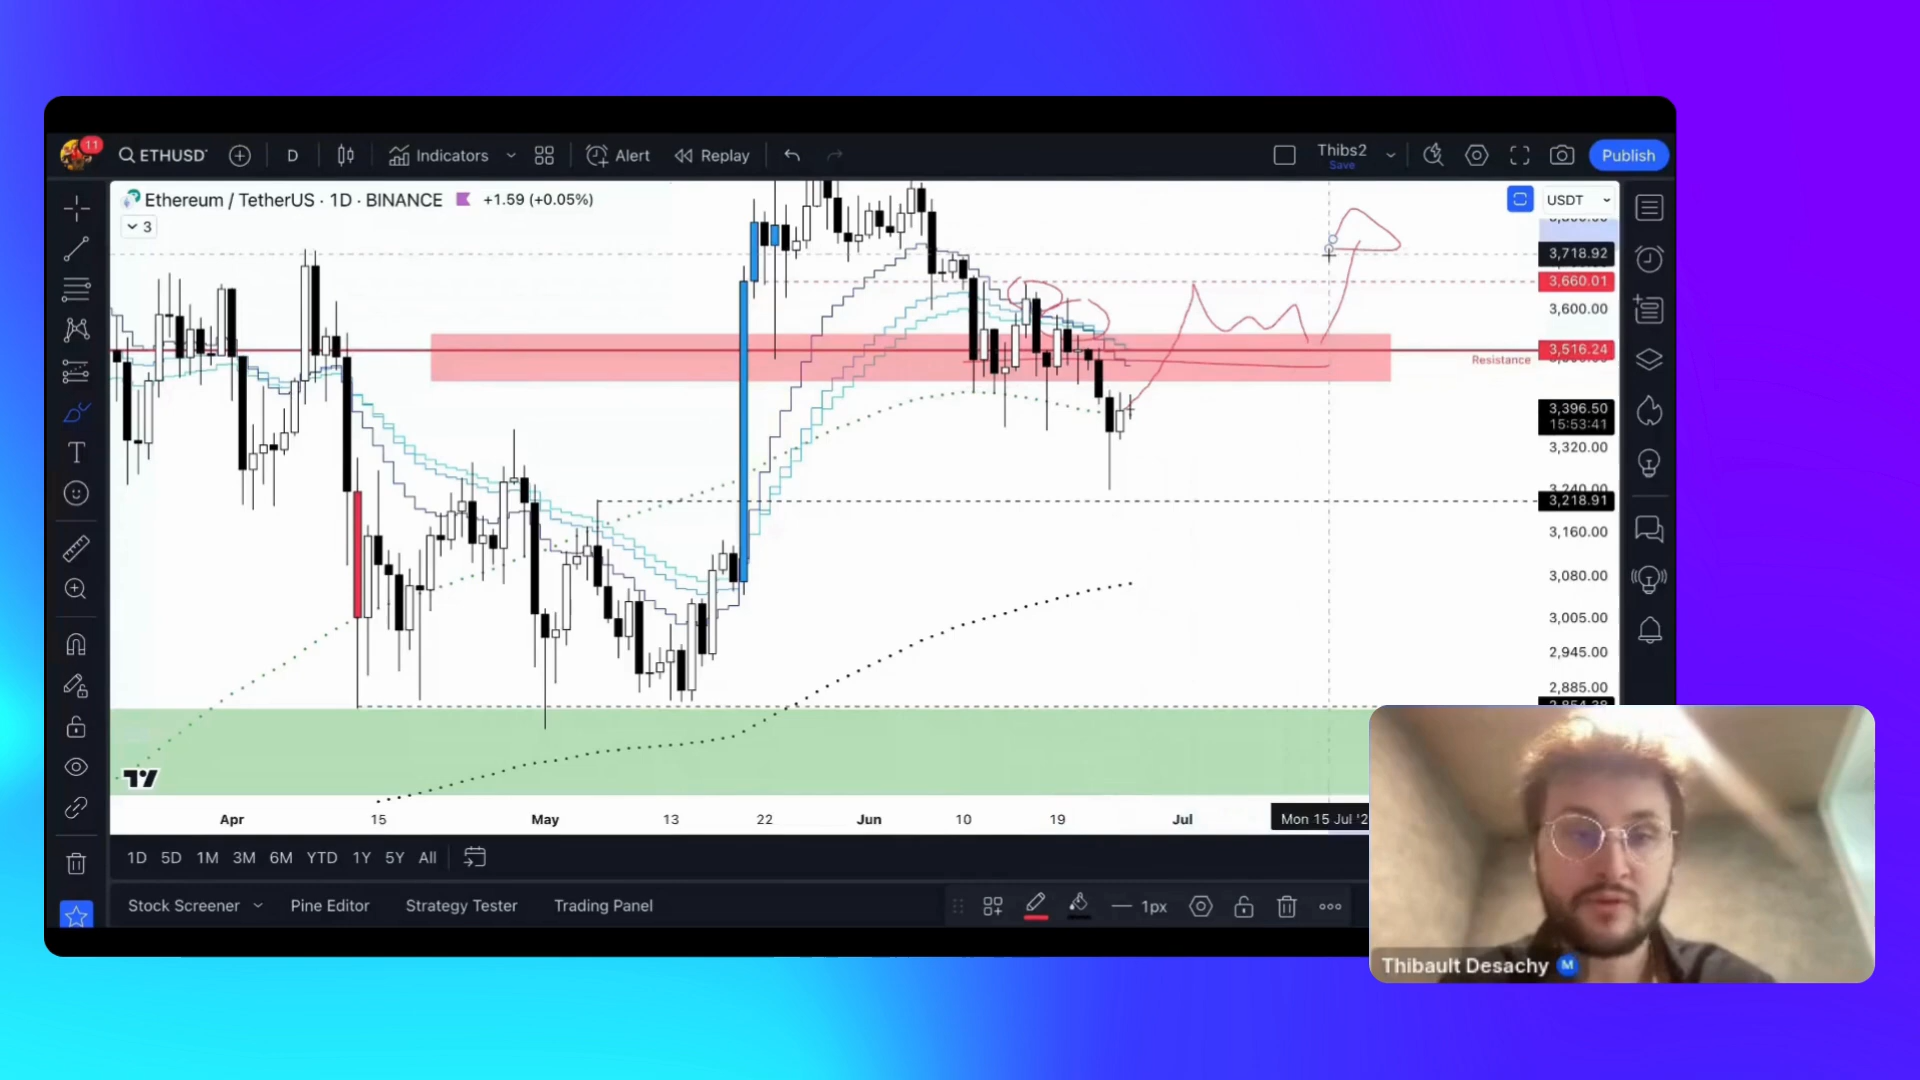 11
ETHUSD
D
Indicators
Alert
Replay
Thibs2
Save
Publish
Ethereum / TetherUS · 1D · BINANCE +1.59 (+0.05%)
3
USDT
3,718.92
3,660.01
3,600.00
3,516.24
Resistance
3,396.50
15:53:41
3,320.00
3,240.00
3,218.91
3,160.00
3,080.00
3,005.00
2,945.00
2,885.00
Apr 15 May 13 22 Jun 10 19 Jul Mon 15 Jul '2
1D 5D 1M 3M 6M YTD 1Y 5Y All
Stock Screener Pine Editor Strategy Tester Trading Panel
1px
Thibault Desachy M